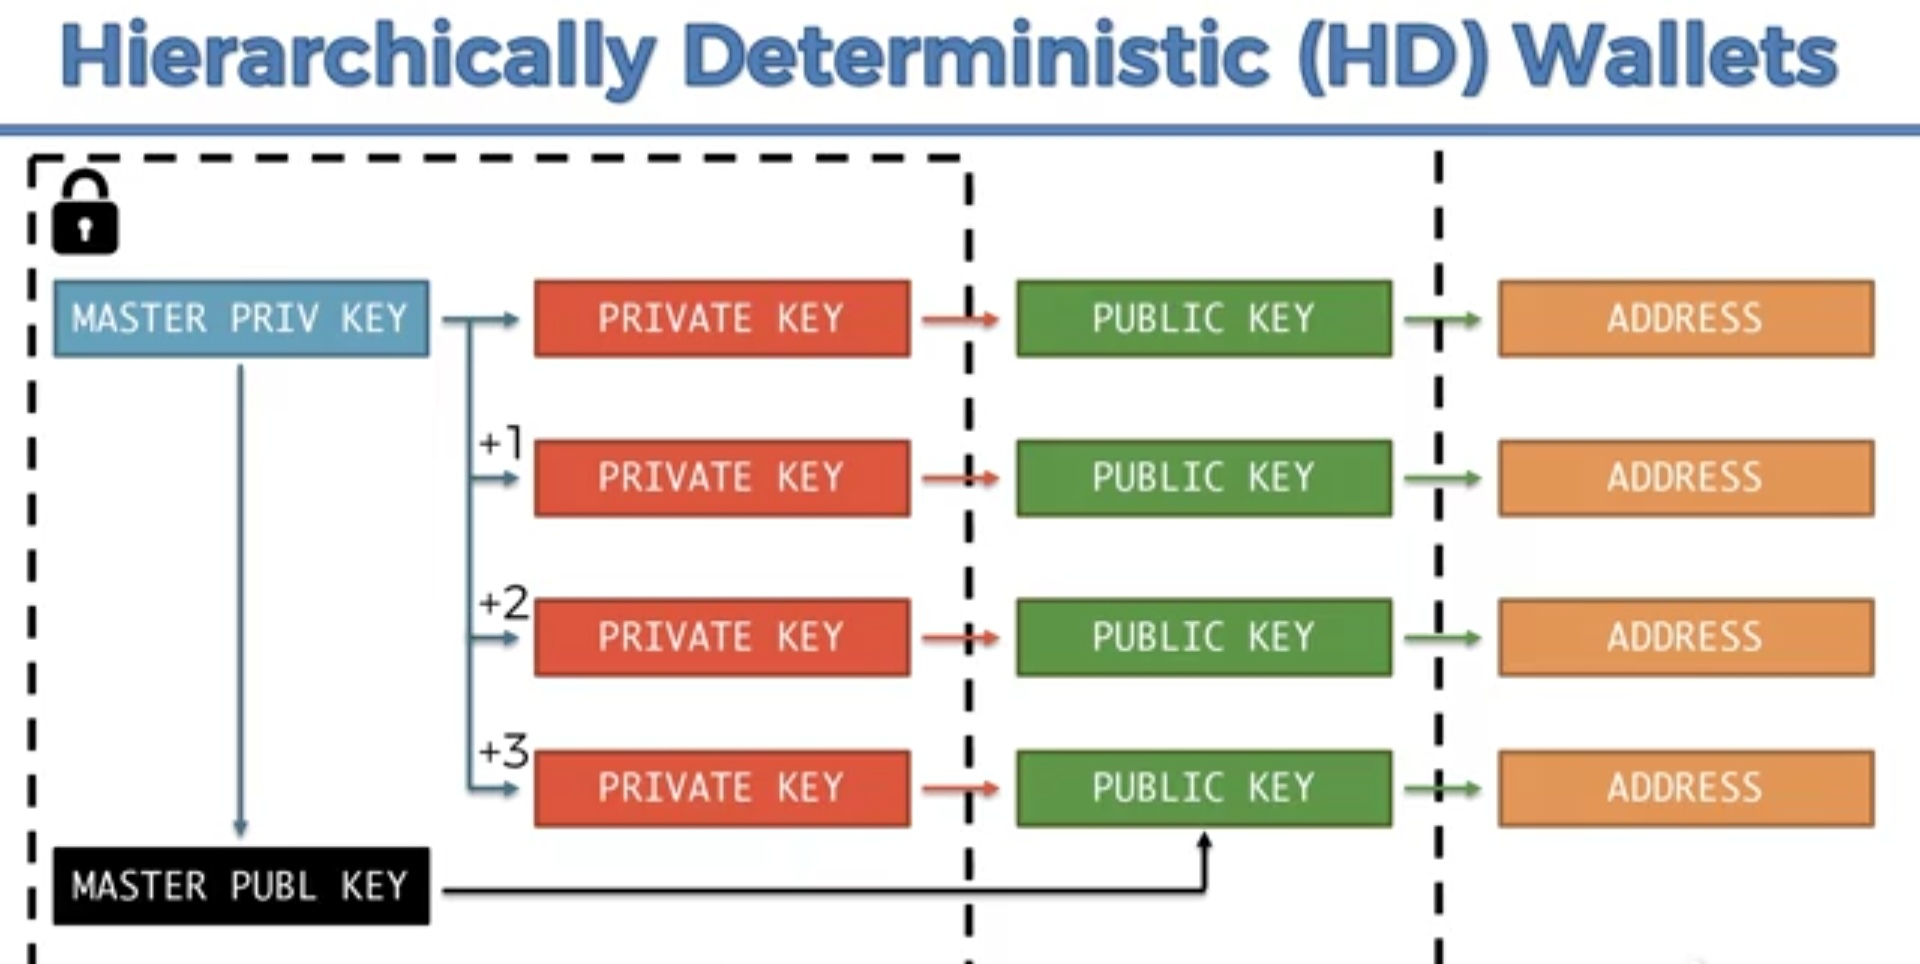 Hierarchically Deterministic (HD) Wallets
MASTER PRIV KEY
PRIVATE KEY
PUBLIC KEY
ADDRESS
+1
PRIVATE KEY
PUBLIC KEY
ADDRESS
+2
PRIVATE KEY
PUBLIC KEY
ADDRESS
+3
PRIVATE KEY
PUBLIC KEY
ADDRESS
MASTER PUBL KEY